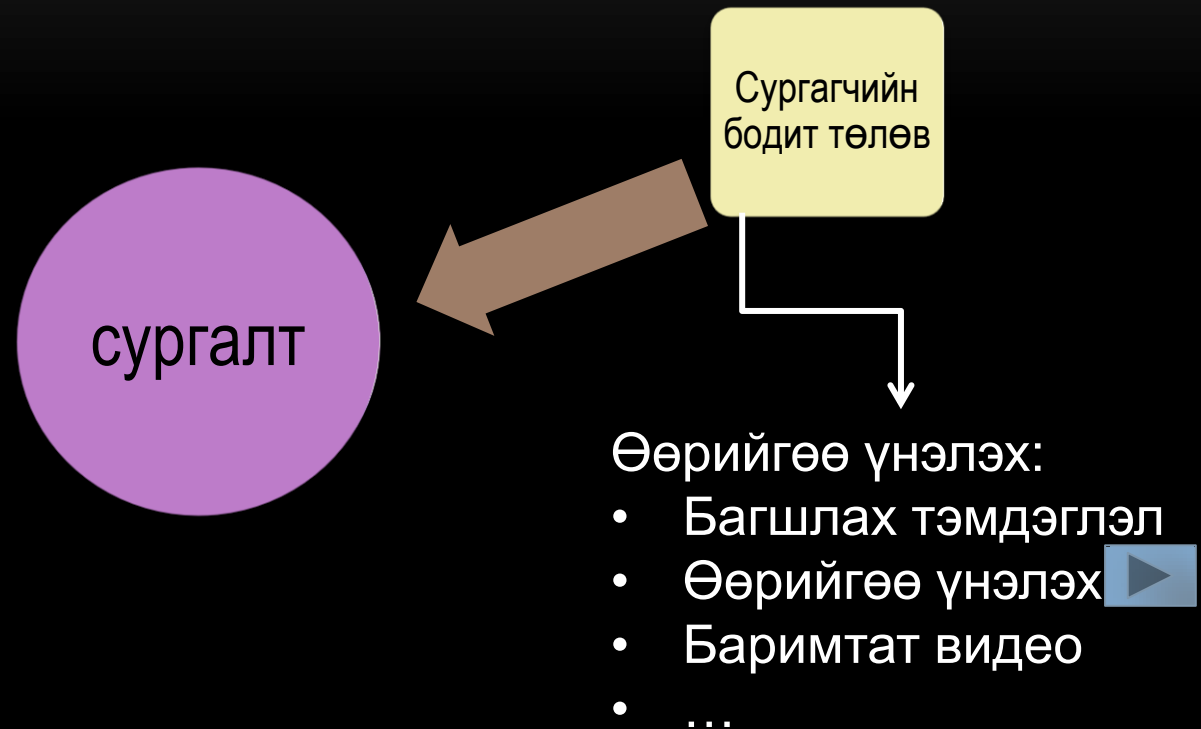 Сургагчийн
бодит төлөв
сургалт
Өөрийгөө үнэлэх:
• Багшлах тэмдэглэл
• Өөрийгөө үнэлэх
• Баримтат видео
• …